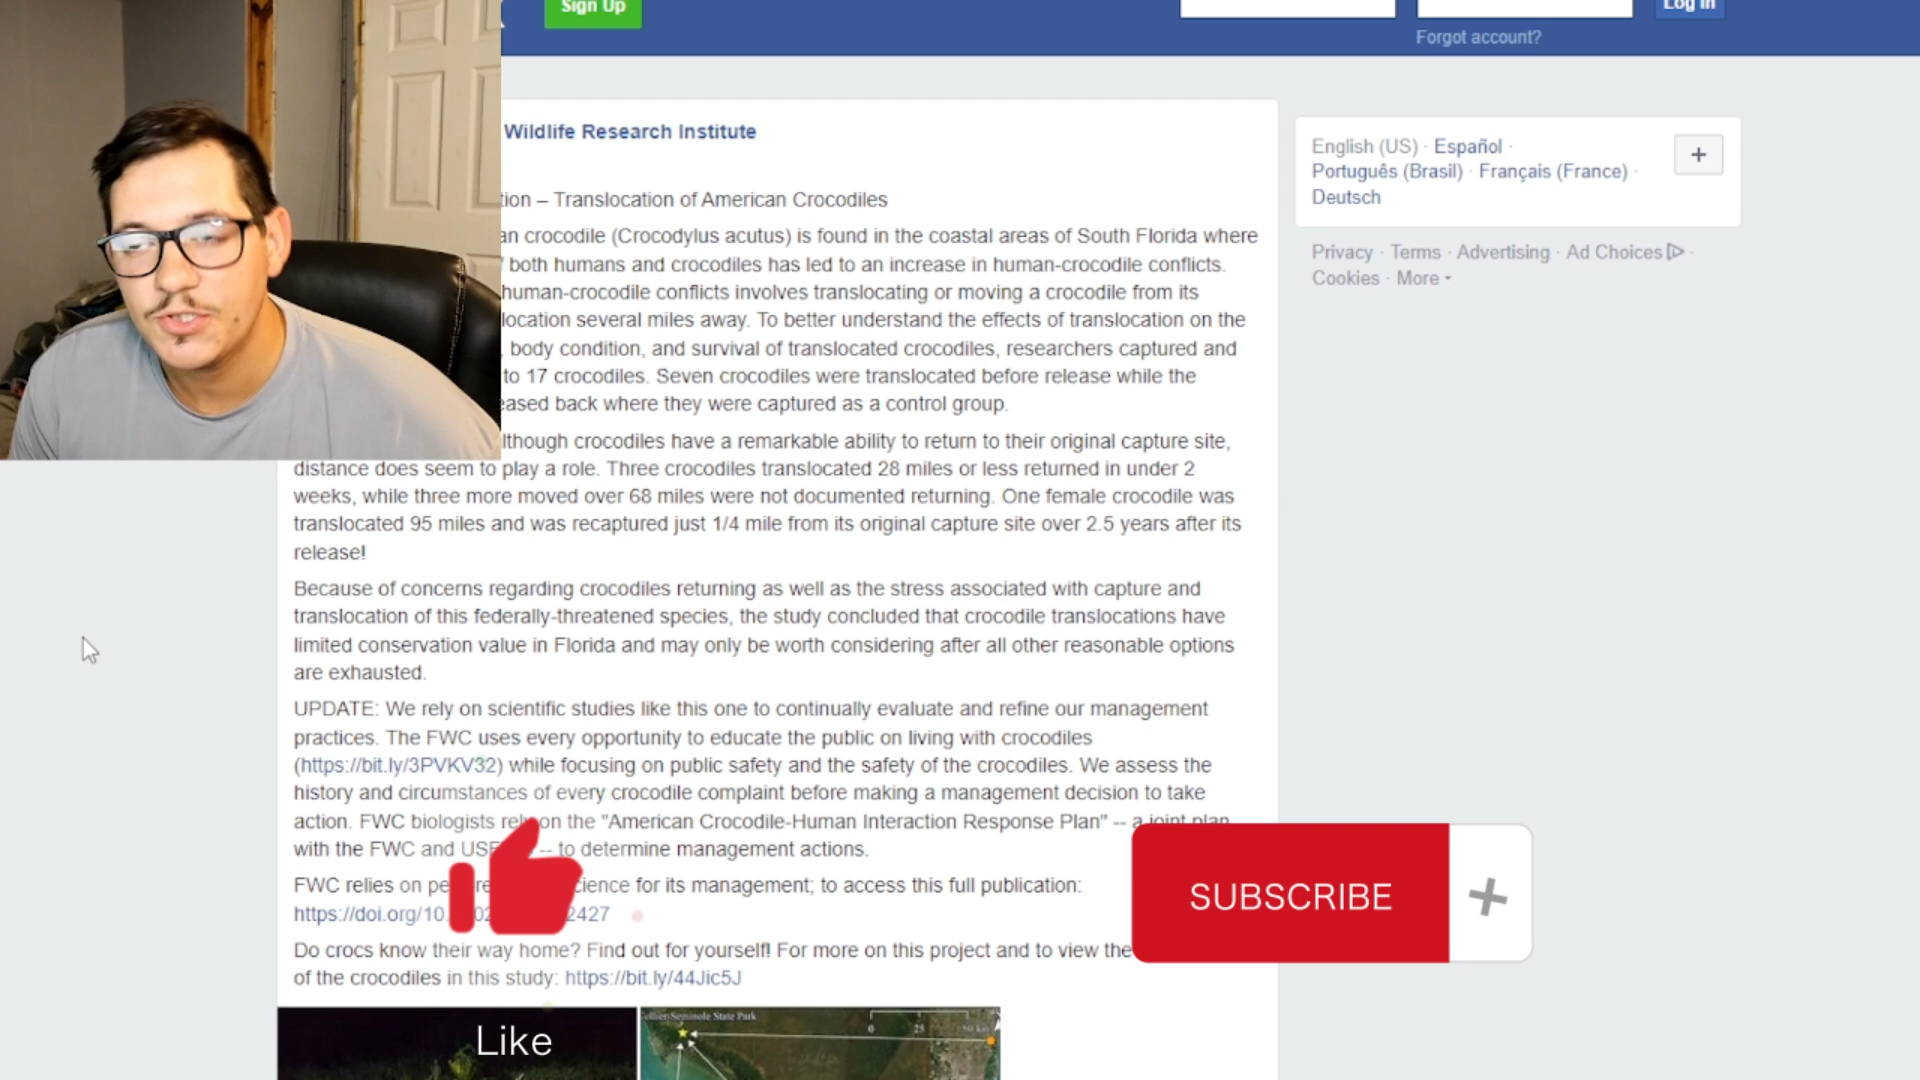 Sign Up
Log In
Forgot account?
Wildlife Research Institute
tion – Translocation of American Crocodiles
an crocodile (Crocodylus acutus) is found in the coastal areas of South Florida where
both humans and crocodiles has led to an increase in human-crocodile conflicts.
human-crocodile conflicts involves translocating or moving a crocodile from its
location several miles away. To better understand the effects of translocation on the
, body condition, and survival of translocated crocodiles, researchers captured and
to 17 crocodiles. Seven crocodiles were translocated before release while the
eased back where they were captured as a control group.
lthough crocodiles have a remarkable ability to return to their original capture site,
distance does seem to play a role. Three crocodiles translocated 28 miles or less returned in under 2
weeks, while three more moved over 68 miles were not documented returning. One female crocodile was
translocated 95 miles and was recaptured just 1/4 mile from its original capture site over 2.5 years after its
release!
Because of concerns regarding crocodiles returning as well as the stress associated with capture and
translocation of this federally-threatened species, the study concluded that crocodile translocations have
limited conservation value in Florida and may only be worth considering after all other reasonable options
are exhausted.
UPDATE: We rely on scientific studies like this one to continually evaluate and refine our management
practices. The FWC uses every opportunity to educate the public on living with crocodiles
(https://bit.ly/3PVKV32) while focusing on public safety and the safety of the crocodiles. We assess the
history and circumstances of every crocodile complaint before making a management decision to take
action. FWC biologists rely on the "American Crocodile-Human Interaction Response Plan" -- a joint plan
with the FWC and USF -- to determine management actions.
FWC relies on pe re cience for its management; to access this full publication:
https://doi.org/10. 02 2427
Do crocs know their way home? Find out for yourself! For more on this project and to view the
of the crocodiles in this study: https://bit.ly/44Jic5J
English (US) · Español ·
Português (Brasil) · Français (France) ·
Deutsch
+
Privacy · Terms · Advertising · Ad Choices ·
Cookies · More
SUBSCRIBE +
Like
Collier-Seminole State Park
0 25 50 km